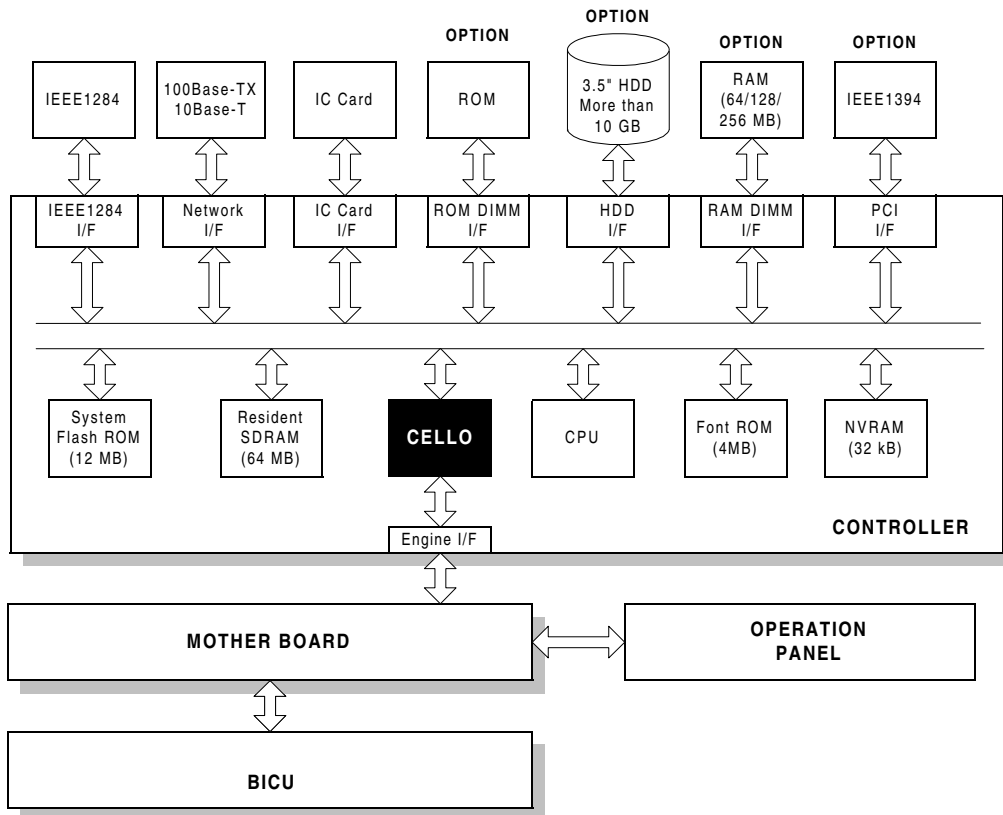 OPTION
OPTION
OPTION
OPTION
IEEE1284
100Base-TX
10Base-T
IC Card
ROM
3.5" HDD
More than
10 GB
RAM
(64/128/
256 MB)
IEEE1394
IEEE1284
I/F
Network
I/F
IC Card
I/F
ROM DIMM
I/F
HDD
I/F
RAM DIMM
I/F
PCI
I/F
System
Flash ROM
(12 MB)
Resident
SDRAM
(64 MB)
CELLO
CPU
Font ROM
(4MB)
NVRAM
(32 kB)
Engine I/F
CONTROLLER
MOTHER BOARD
OPERATION
PANEL
BICU